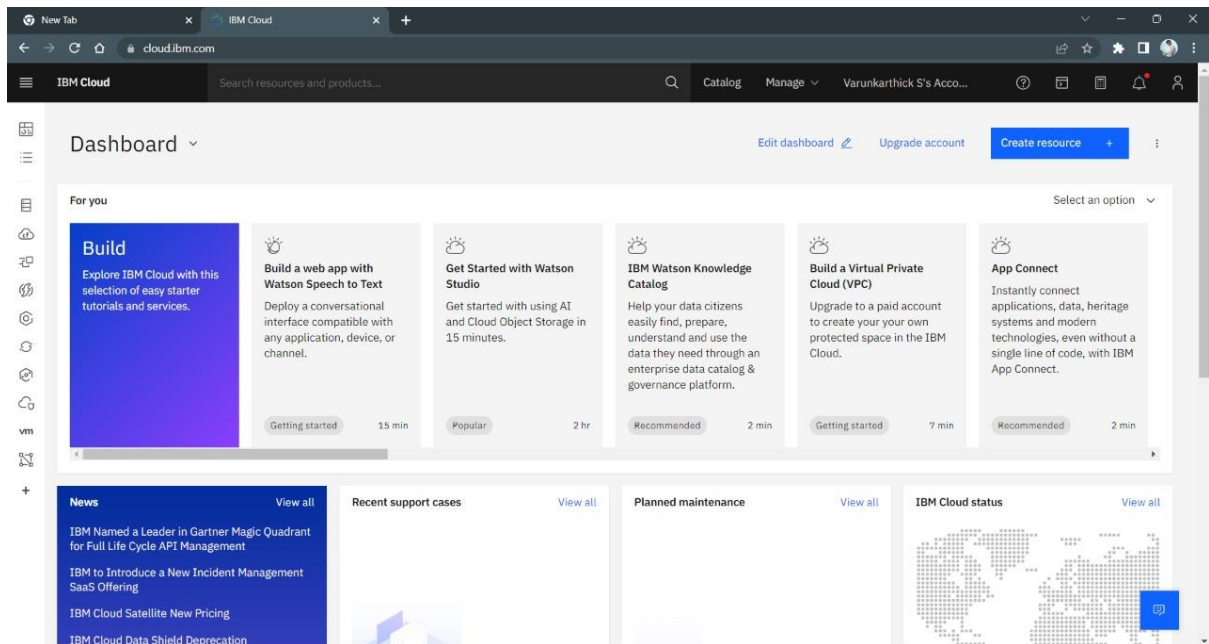 New Tab
IBM Cloud
cloud.ibm.com
IBM Cloud
Search resources and products...
Catalog
Manage
Varunkarthick S's Acco...
Dashboard
Edit dashboard
Upgrade account
Create resource +
For you
Select an option
Build
Explore IBM Cloud with this
selection of easy starter
tutorials and services.
Build a web app with
Watson Speech to Text
Deploy a conversational
interface compatible with
any application, device, or
channel.
Getting started 15 min
Get Started with Watson
Studio
Get started with using AI
and Cloud Object Storage in
15 minutes.
Popular 2 hr
IBM Watson Knowledge
Catalog
Help your data citizens
easily find, prepare,
understand and use the
data they need through an
enterprise data catalog &
governance platform.
Recommended 2 min
Build a Virtual Private
Cloud (VPC)
Upgrade to a paid account
to create your your own
protected space in the IBM
Cloud.
Getting started 7 min
App Connect
Instantly connect
applications, data, heritage
systems and modern
technologies, even without a
single line of code, with IBM
App Connect.
Recommended 2 min
vm
News View all
IBM Named a Leader in Gartner Magic Quadrant
for Full Life Cycle API Management
IBM to Introduce a New Incident Management
SaaS Offering
IBM Cloud Satellite New Pricing
IBM Cloud Data Shield Deprecation
Recent support cases View all
Planned maintenance View all
IBM Cloud status View all